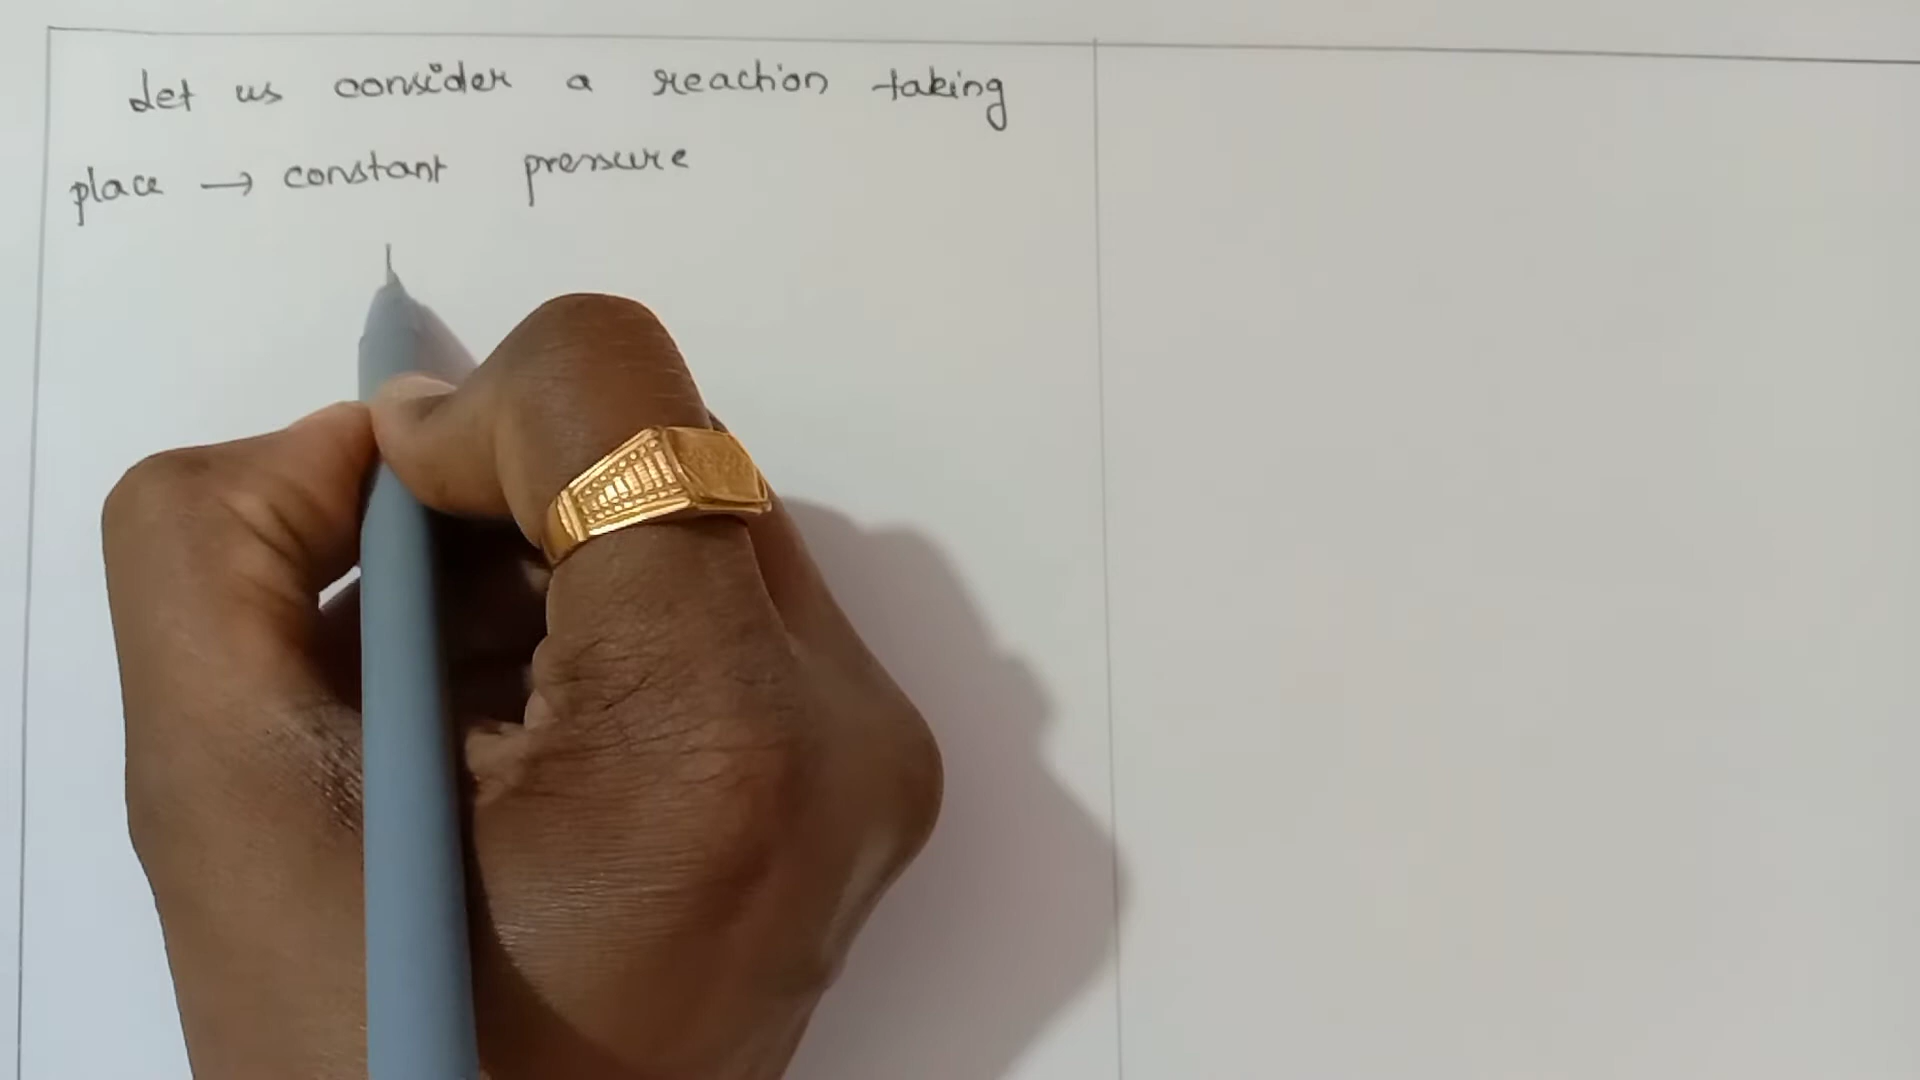 Let us consider a reaction taking
place → constant pressure